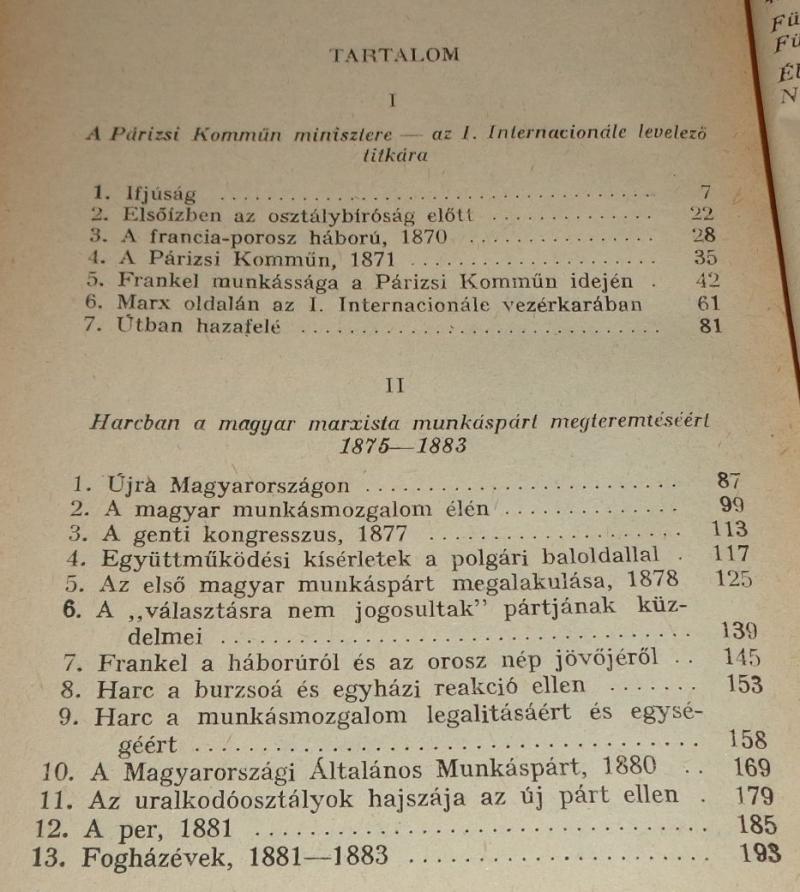 TARTALOM
I
A Párizsi Kommün minisztere — az I. Internacionále levelező
titkára
1. Ifjúság .................................... 7
2. Elsőízben az osztálybíróság előtt .............. 22
3. A francia-porosz háború, 1870 ................ 28
4. A Párizsi Kommün, 1871 ..................... 35
5. Frankel munkássága a Párizsi Kommün idején . 42
6. Marx oldalán az I. Internacionále vezérkarában 61
7. Útban hazafelé .............................. 81
II
Harcban a magyar marxista munkáspárt megteremtéséért
1875—1883
1. Újra Magyarországon ......................... 87
2. A magyar munkásmozgalom élén .............. 99
3. A genti kongresszus, 1877 .................... 113
4. Együttműködési kísérletek a polgári baloldallal . 117
5. Az első magyar munkáspárt megalakulása, 1878 125
6. A „választásra nem jogosultak” pártjának küz-
delmei ..................................... 139
7. Frankel a háborúról és az orosz nép jövőjéről .. 145
8. Harc a burzsoá és egyházi reakció ellen ....... 153
9. Harc a munkásmozgalom legalitásáért és egysé-
géért ...................................... 158
10. A Magyarországi Általános Munkáspárt, 1880 .. 169
11. Az uralkodóosztályok hajszája az új párt ellen . 179
12. A per, 1881 ................................. 185
13. Fogházévek, 1881—1883 ...................... 193